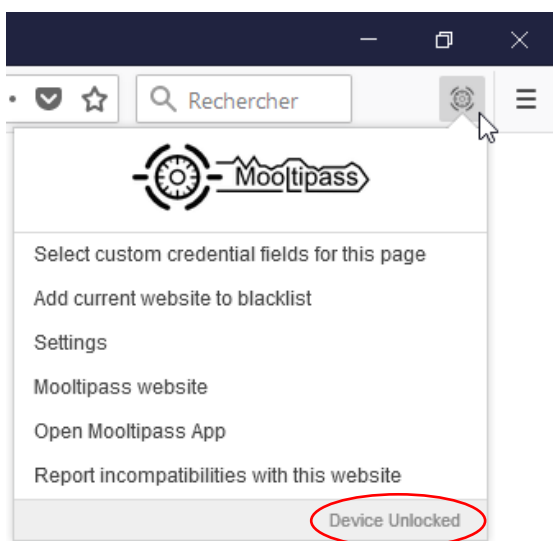 Rechercher
Mooltipass
Select custom credential fields for this page
Add current website to blacklist
Settings
Mooltipass website
Open Mooltipass App
Report incompatibilities with this website
Device Unlocked